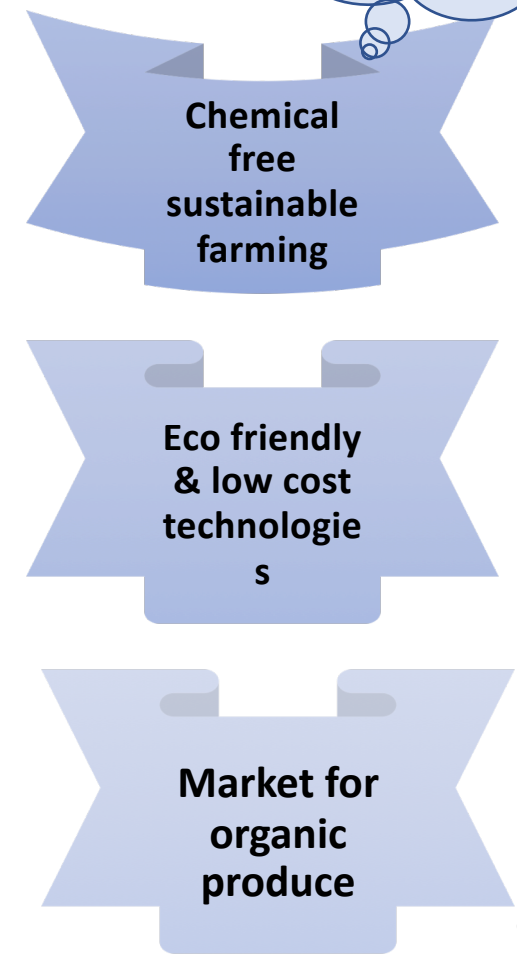 Chemical
free
sustainable
farming
Eco friendly
& low cost
technologie
s
Market for
organic
produce